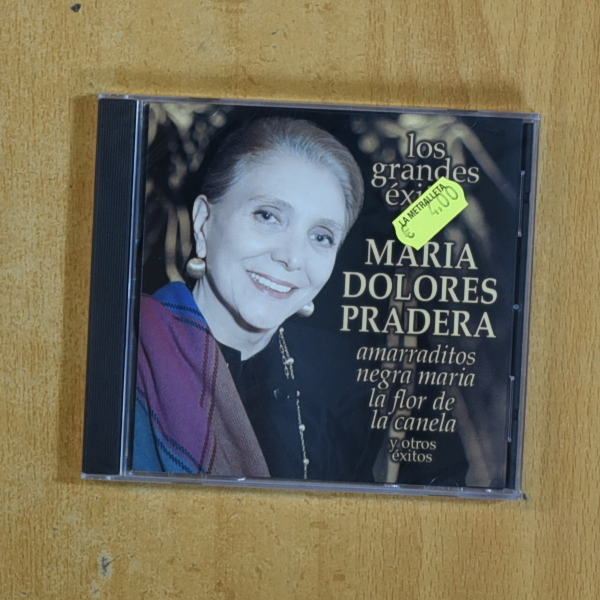 los
grandes
LA METRALLETA
€ 4,00
MARIA
DOLORES
PRADERA
amarraditos
negra maria
la flor de
la canela
y otros
éxitos